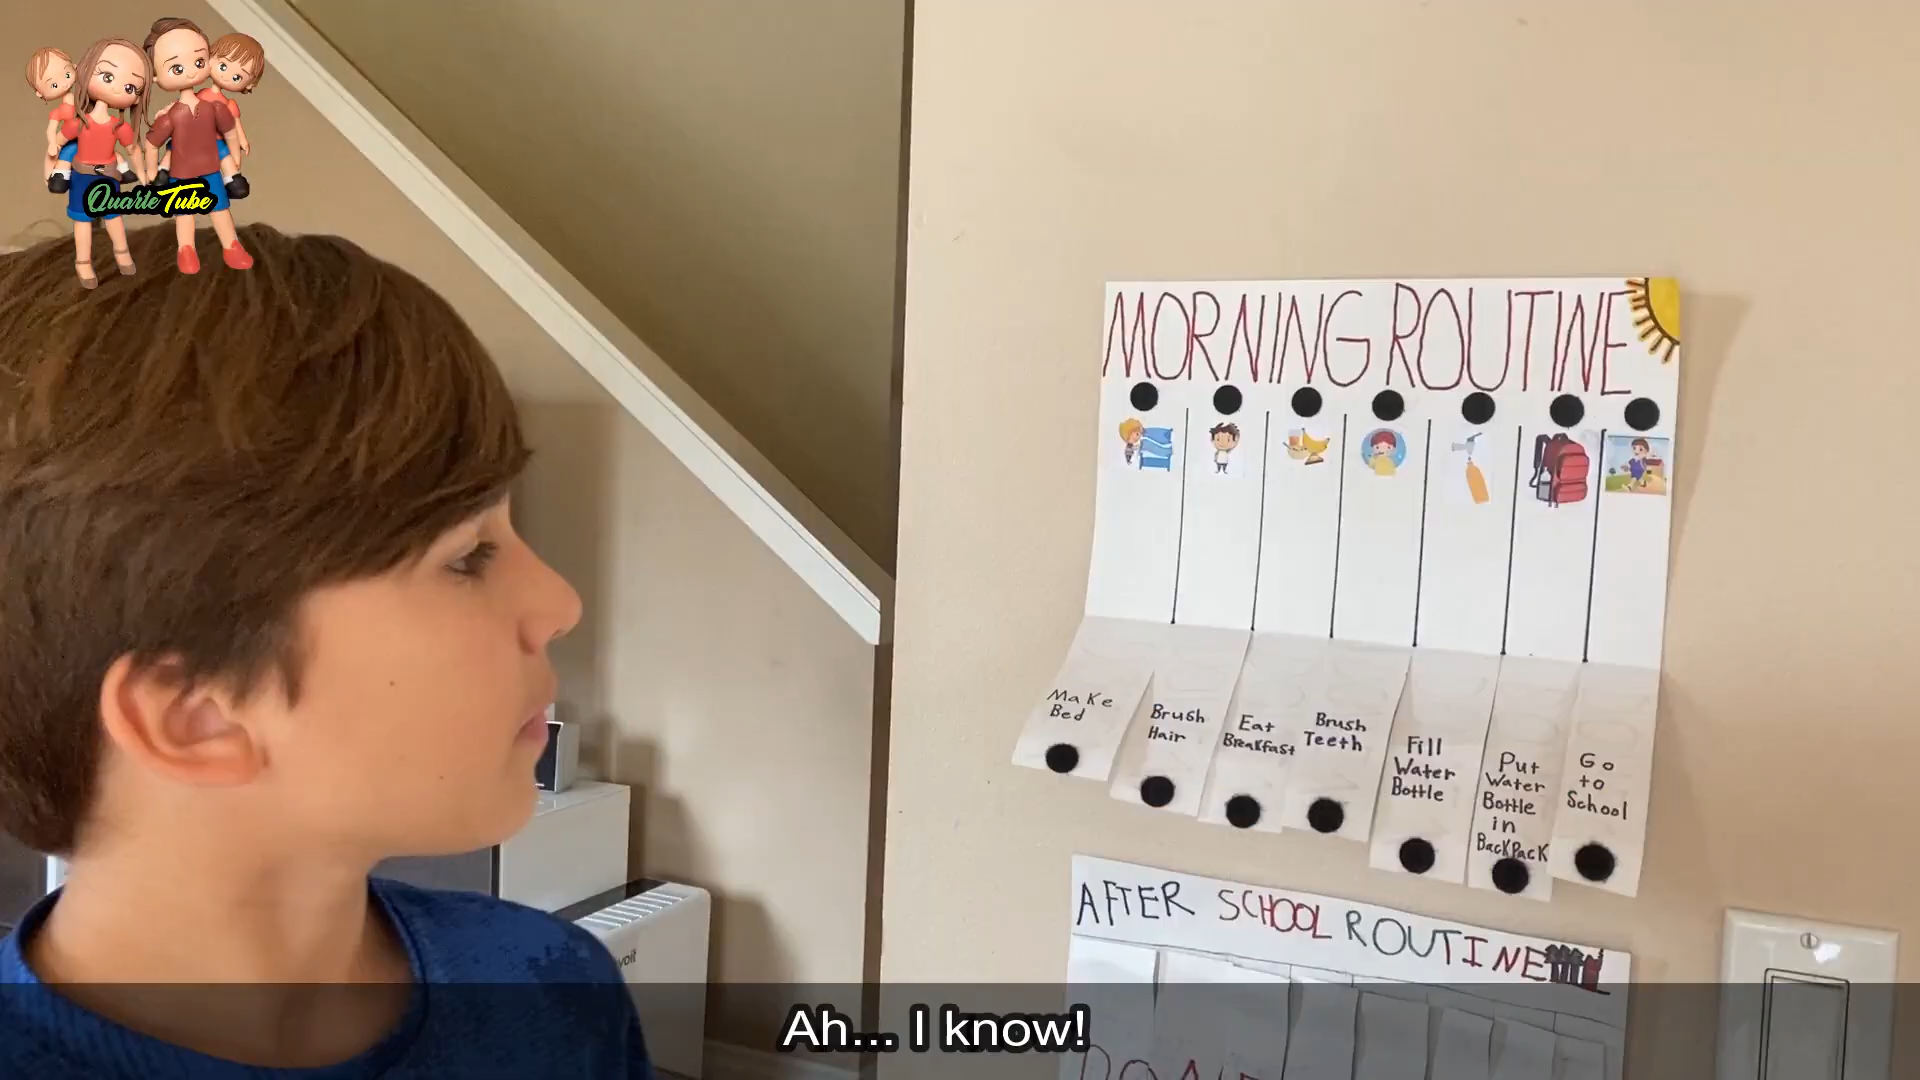 Quarte Tube
MORNING ROUTINE
Make
Bed
Brush
Hair
Eat
Breakfast
Brush
Teeth
Fill
Water
Bottle
Put
Water
Bottle
in
BackPack
Go
to
School
AFTER SCHOOL ROUTINE
Ah... I know!